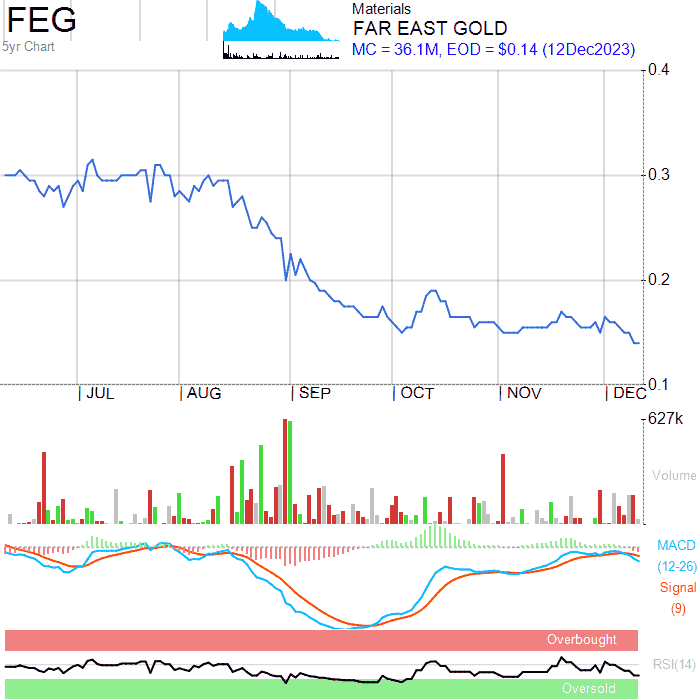 FEG
5yr Chart
Materials
FAR EAST GOLD
MC = 36.1M, EOD = $0.14 (12Dec2023)
0.4
0.3
0.2
0.1
JUL AUG SEP OCT NOV DEC
627k
Volume
MACD
(12-26)
Signal
(9)
Overbought
RSI(14)
Oversold